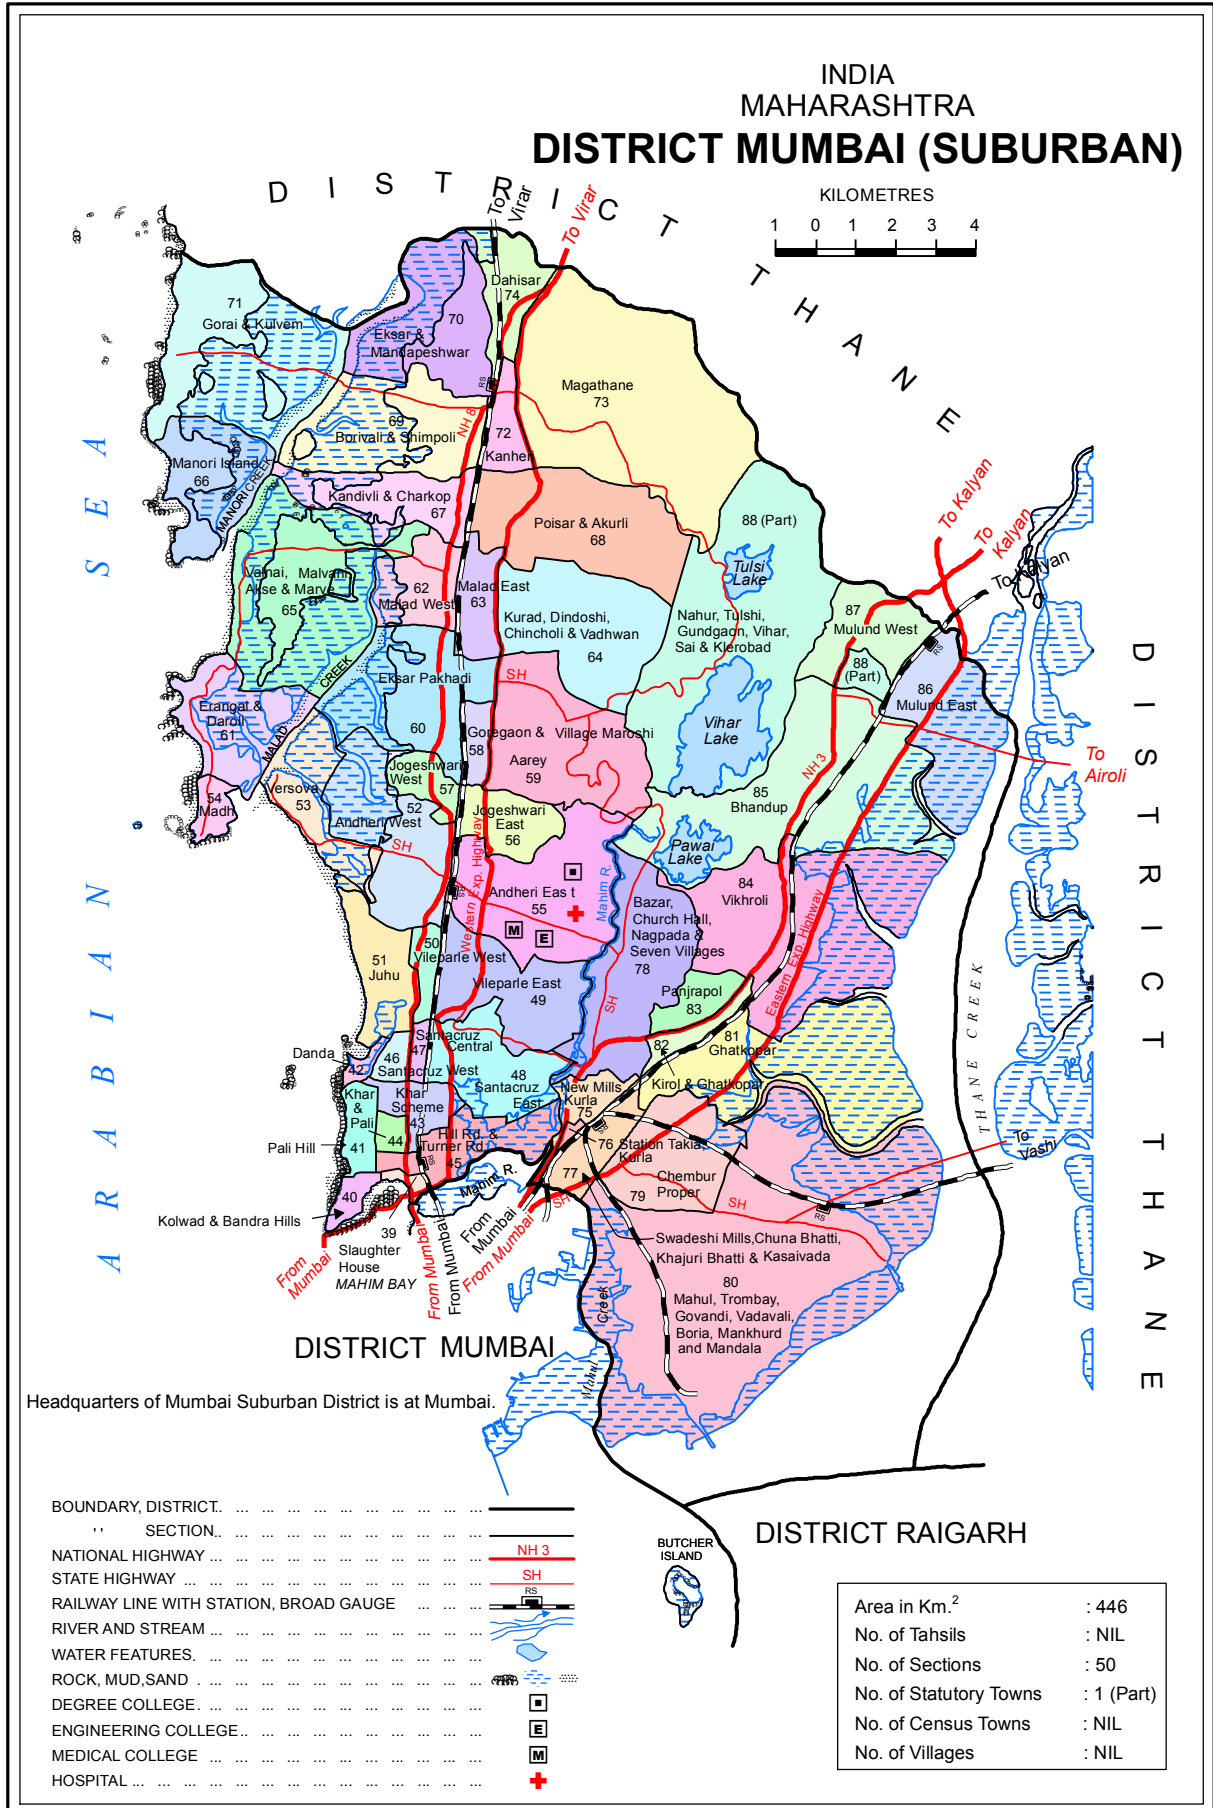 INDIA
MAHARASHTRA
DISTRICT MUMBAI (SUBURBAN)
KILOMETRES
1 0 1 2 3 4
DISTRICT THANE
To Virar
To Virar
Dahisar
74
71
Gorai & Kulvem
70
Eksar &
Mandapeshwar
Magathane
73
RS
NH 8
69
Borivali & Shimpoli
72
Kanheri
Manori Island
66
MANORI CREEK
Kandivli & Charkop
67
Poisar & Akurli
68
88 (Part)
Tulsi
Lake
To Kalyan
To
Kalyan
To Kalyan
Valnai, Malvann
Akse & Marve
65
62
Malad West
Malad East
63
Kurad, Dindoshi,
Chincholi & Vadhwan
64
Nahur, Tulshi,
Gundgaon, Vihar,
Sai & Klerobad
87
Mulund West
RS
88
(Part)
86
Mulund East
MALAD CREEK
Eksar Pakhadi
60
SH
Erangal &
Daroli
61
Goregaon &
58
Village Maroshi
Aarey
59
Vihar
Lake
NH 3
To
Airoli
Jogeshwari
West
57
54
Madh
Versova
53
52
Andheri West
SH
85
Bhandup
Jogeshwari
East
56
Pawai
Lake
Western Exp. Highway
RS
Andheri Eas t
55
M
E
Mahim R.
Bazar,
Church Hall,
Nagpada &
Seven Villages
78
84
Vikhroli
Eastern Exp. Highway
50
Vileparle West
51
Juhu
Vileparle East
49
SH
Panjrapol
83
THANE CREEK
Danda
42
46
47
Santacruz
Central
Santacruz West
48
Santacruz
East
82
81
Ghatkopar
Kirol & Ghatkopar
Khar
&
Pali
41
Khar
Scheme
43
44
New Mills
Kurla
75
RS
Pali Hill
Hill Rd. &
Turner Rd.
45
RS
76 Station Takia,
Kurla
77
Chembur
Proper
79
SH
RS
To
Vashi
40
Kolwad & Bandra Hills
39
Slaughter
House
MAHIM BAY
Mahim R.
From
Mumbai
From Mumbai
From Mumbai
From
Mumbai
From Mumbai
SH
Swadeshi Mills,Chuna Bhatti,
Khajuri Bhatti & Kasaivada
80
Mahul, Trombay,
Govandi, Vadavali,
Boria, Mankhurd
and Mandala
Mahul Creek
ARABIAN SEA
DISTRICT THANE
DISTRICT MUMBAI
Headquarters of Mumbai Suburban District is at Mumbai.
DISTRICT RAIGARH
BUTCHER
ISLAND
BOUNDARY, DISTRICT.. ... ... ... ... ... ... ... ... ... ...
' ' SECTION.. ... ... ... ... ... ... ... ... ... ...
NATIONAL HIGHWAY ... ... ... ... ... ... ... ... ... ... ... NH 3
STATE HIGHWAY ... ... ... ... ... ... ... ... ... ... ... ... SH
RAILWAY LINE WITH STATION, BROAD GAUGE ... ... ... RS
RIVER AND STREAM ... ... ... ... ... ... ... ... ... ... ...
WATER FEATURES. ... ... ... ... ... ... ... ... ... ... ...
ROCK, MUD,SAND . ... ... ... ... ... ... ... ... ... ... ...
DEGREE COLLEGE. ... ... ... ... ... ... ... ... ... ... ...
ENGINEERING COLLEGE.. ... ... ... ... ... ... ... ... ... E
MEDICAL COLLEGE ... ... ... ... ... ... ... ... ... ... ... M
HOSPITAL ... ... ... ... ... ... ... ... ... ... ... ... ... ...
Area in Km.2 : 446
No. of Tahsils : NIL
No. of Sections : 50
No. of Statutory Towns : 1 (Part)
No. of Census Towns : NIL
No. of Villages : NIL